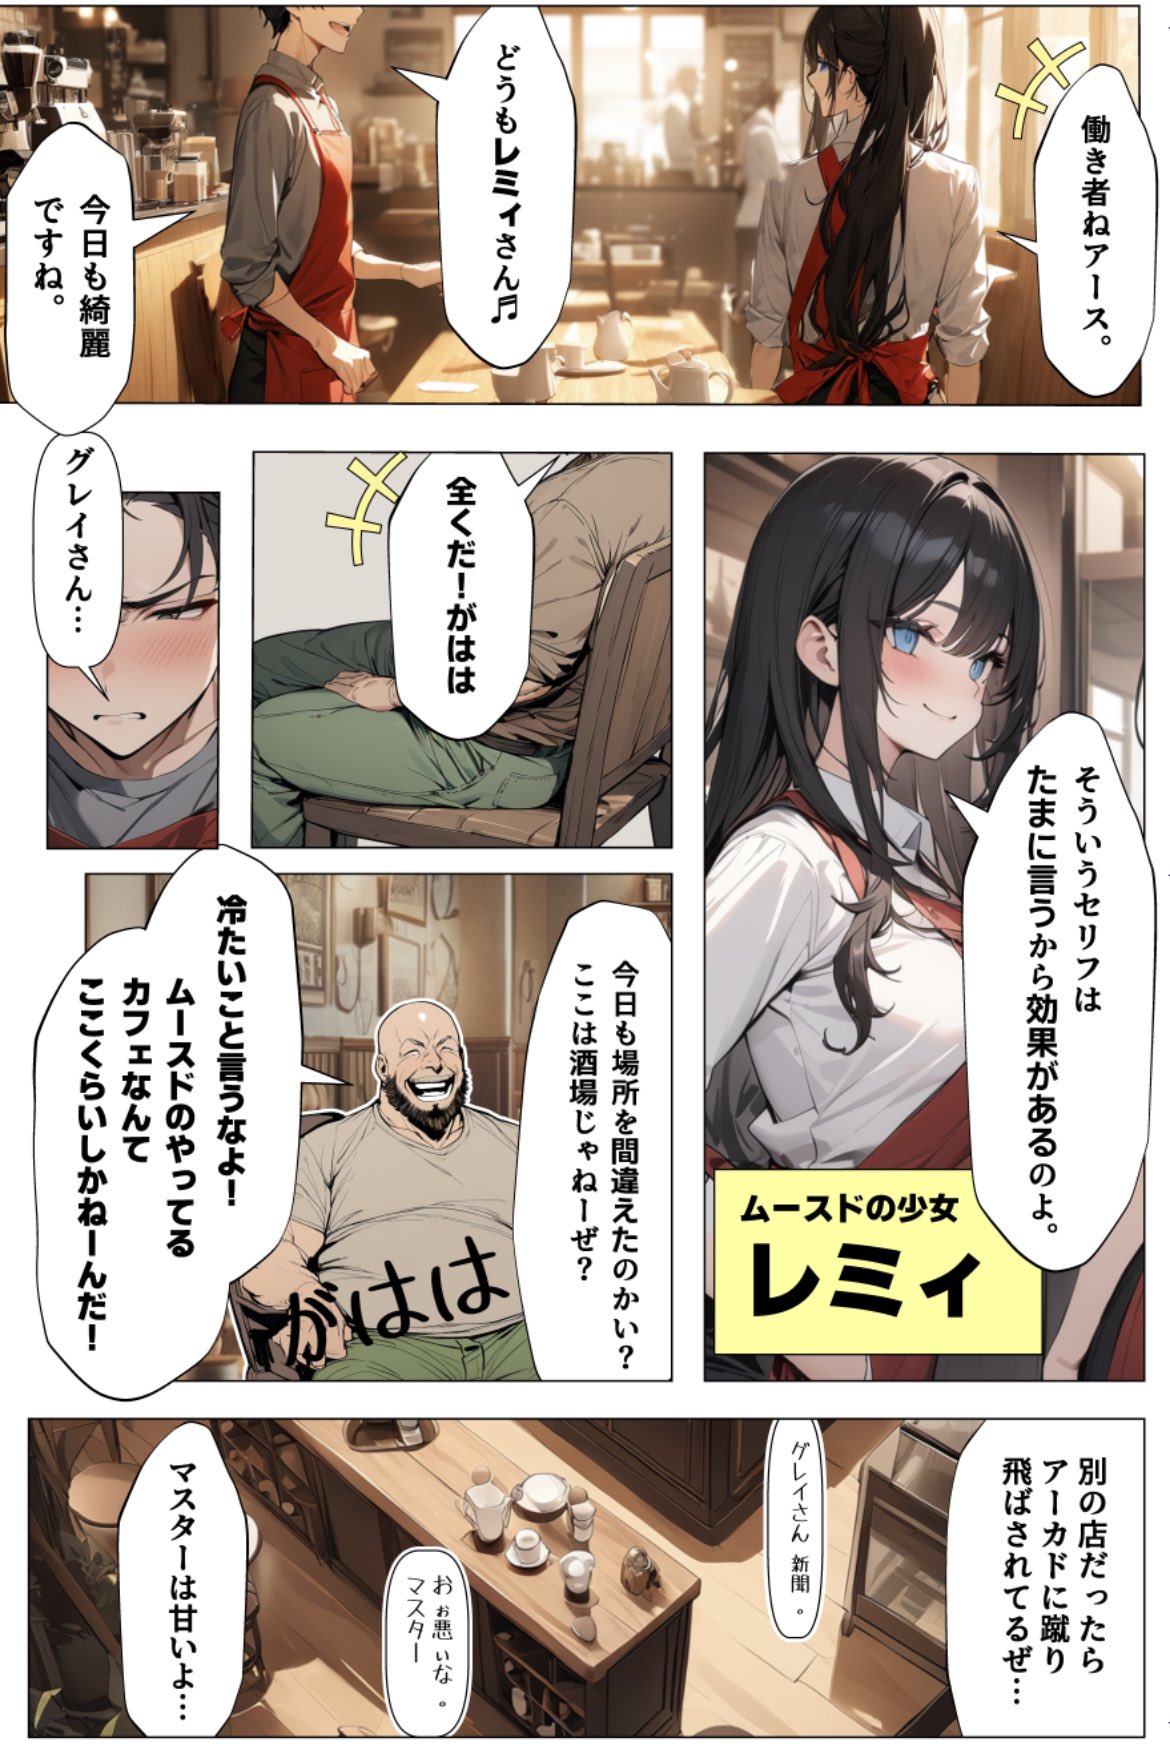 働き者ねアース。
どうもレミィさん♬
今日も綺麗
ですね。
そういうセリフは
たまに言うから効果があるのよ。
ムースドの少女
レミィ
全くだ！がはは
グレイさん…
今日も場所を間違えたのかい？
ここは酒場じゃねーぜ？
がはは
冷たいこと言うなよ！
ムースドのやってる
カフェなんて
ここくらいしかねーんだ！
別の店だったら
アーカドに蹴り
飛ばされてるぜ…
グレイさん 新聞。
おぉ悪ぃな。
マスター
マスターは甘いよ…